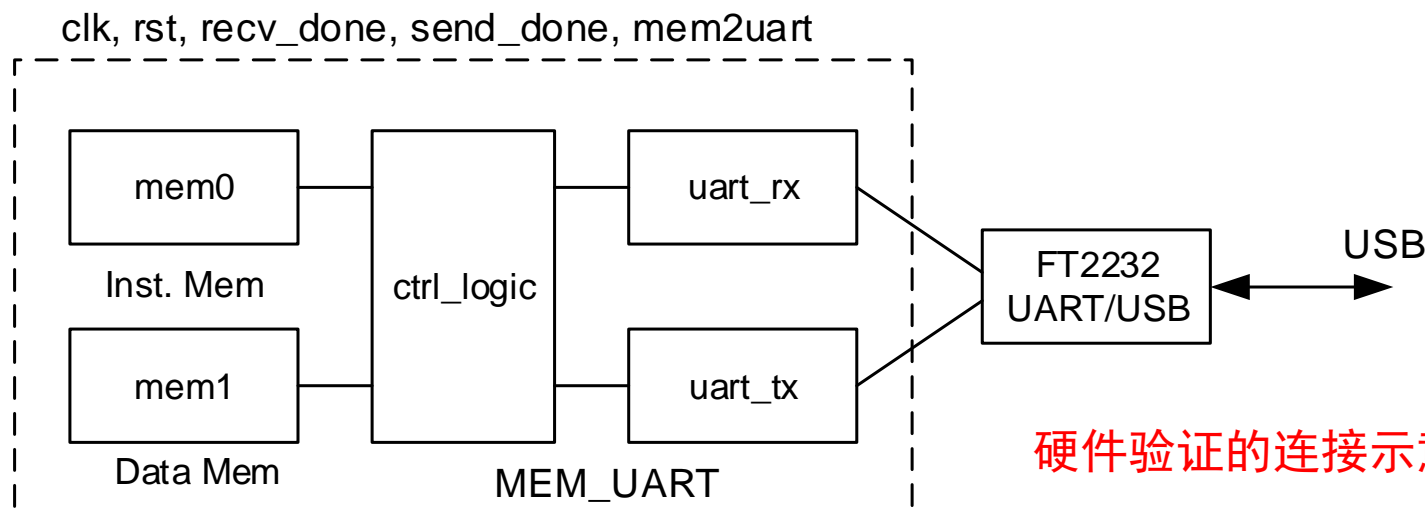 clk, rst, recv_done, send_done, mem2uart
mem0
Inst. Mem
mem1
Data Mem
ctrl_logic
uart_rx
uart_tx
MEM_UART
FT2232
UART/USB
USB
硬件验证的连接示